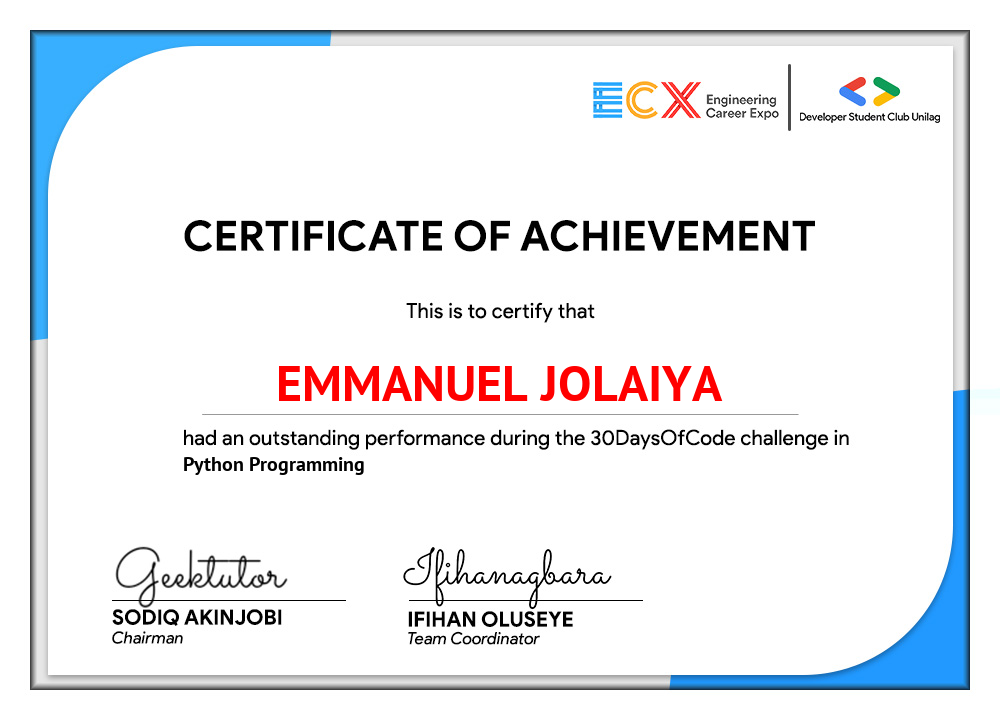 ECX Engineering
Career Expo
Developer Student Club Unilag
CERTIFICATE OF ACHIEVEMENT
This is to certify that
EMMANUEL JOLAIYA
had an outstanding performance during the 30DaysOfCode challenge in
Python Programming
Geektutor
SODIQ AKINJOBI
Chairman
Ifihanagbara
IFIHAN OLUSEYE
Team Coordinator